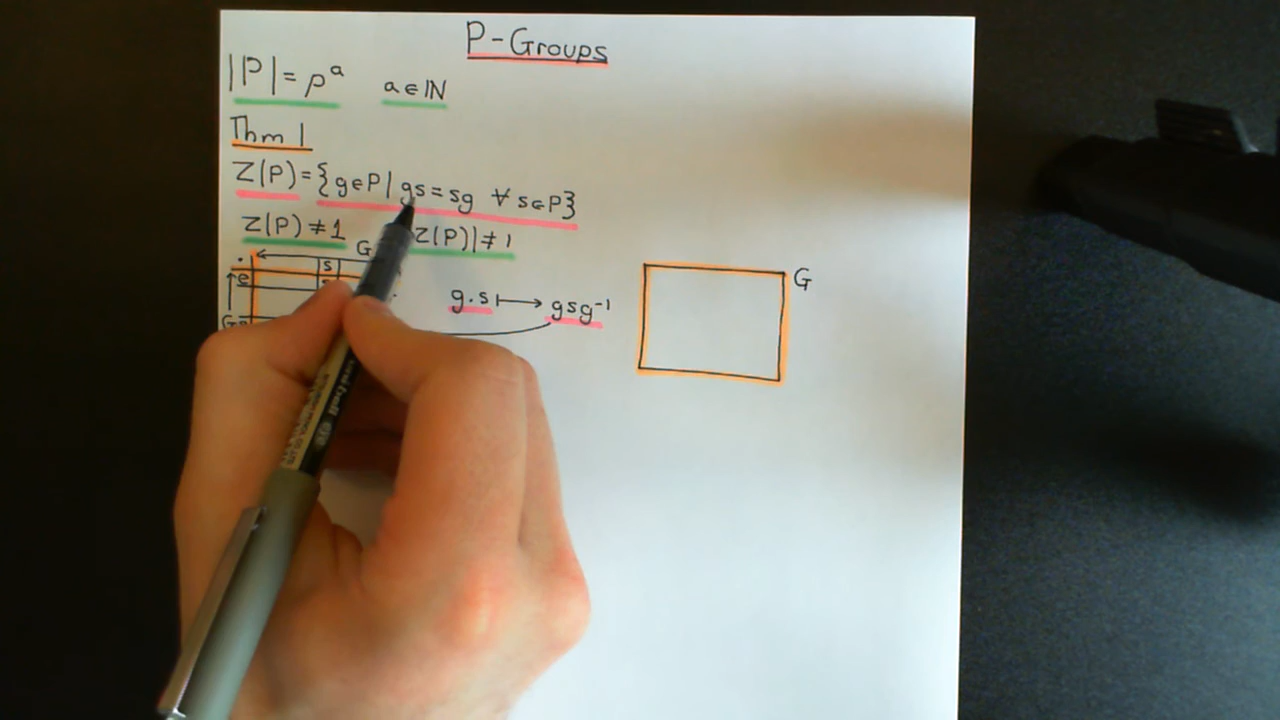 P-Groups
|P| = p^a a ∈ ℕ
Thm 1
Z(P) = {g∈P | gs = sg ∀ s∈P}
Z(P) ≠ 1 Z(P)| ≠ 1
G
· s
e
g.s ⟼ gsg⁻¹
G
G